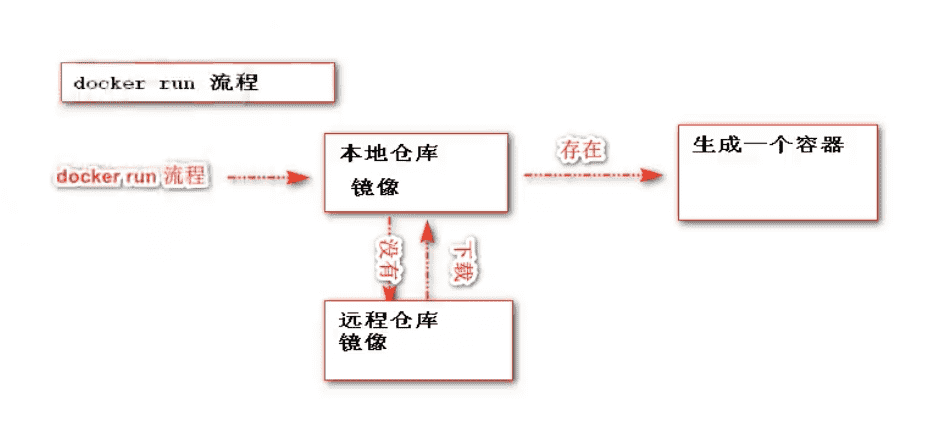 docker run 流程
docker run 流程
本地仓库
镜像
存在
生成一个容器
没有
下载
远程仓库
镜像